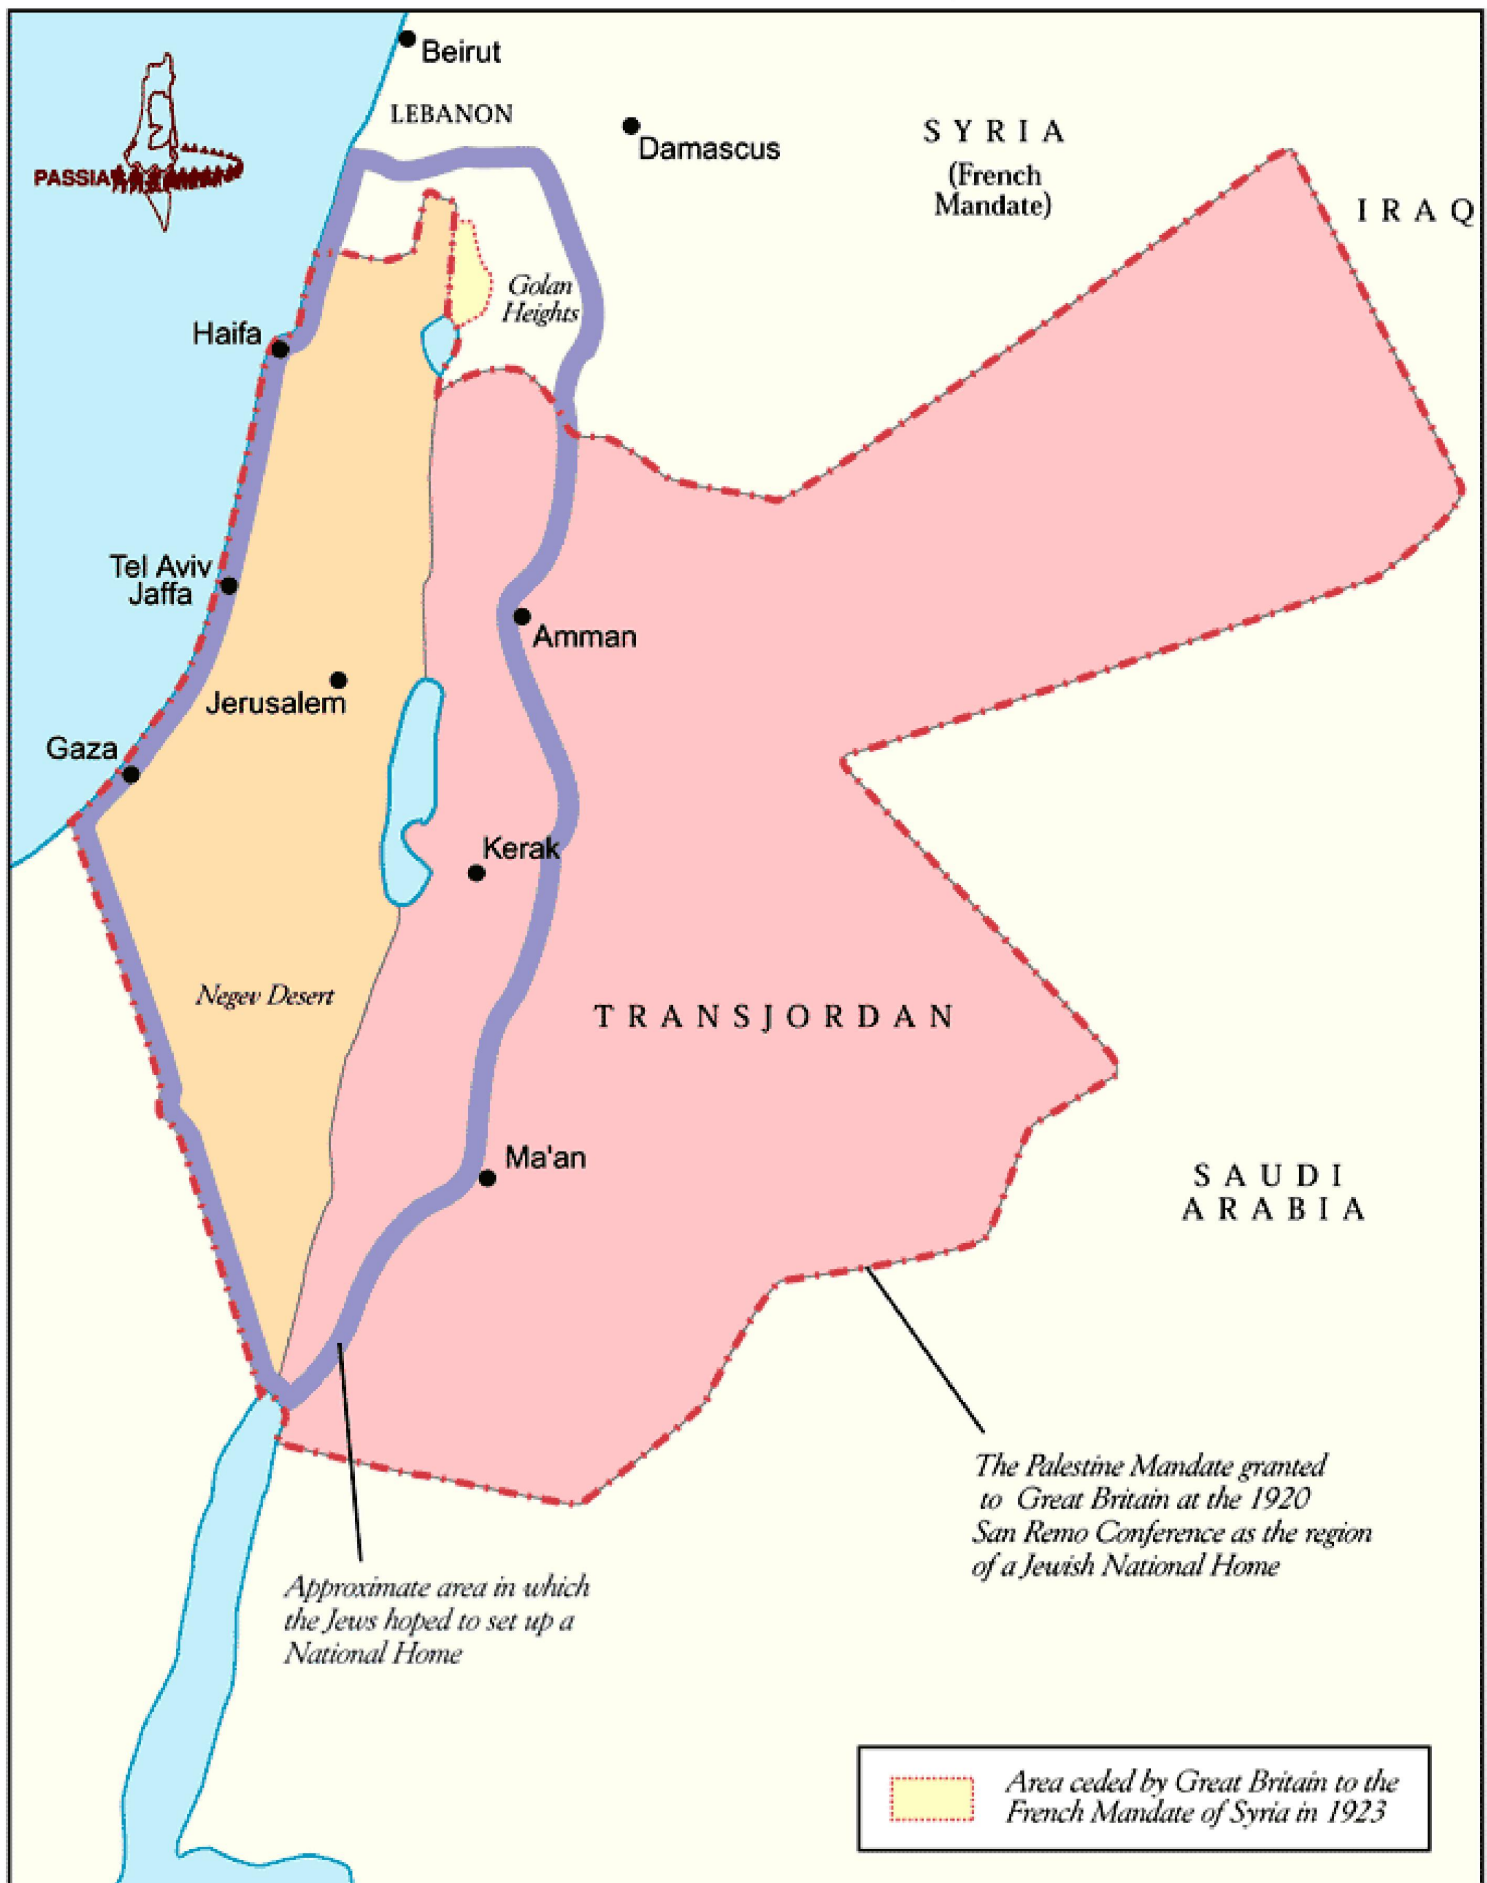 Beirut
LEBANON
Damascus
SYRIA
(French
Mandate)
IRAQ
PASSIA
Golan
Heights
Haifa
Tel Aviv
Jaffa
Amman
Jerusalem
Gaza
Kerak
Negev Desert
TRANSJORDAN
Ma'an
SAUDI
ARABIA
The Palestine Mandate granted
to Great Britain at the 1920
San Remo Conference as the region
of a Jewish National Home
Approximate area in which
the Jews hoped to set up a
National Home
Area ceded by Great Britain to the
French Mandate of Syria in 1923